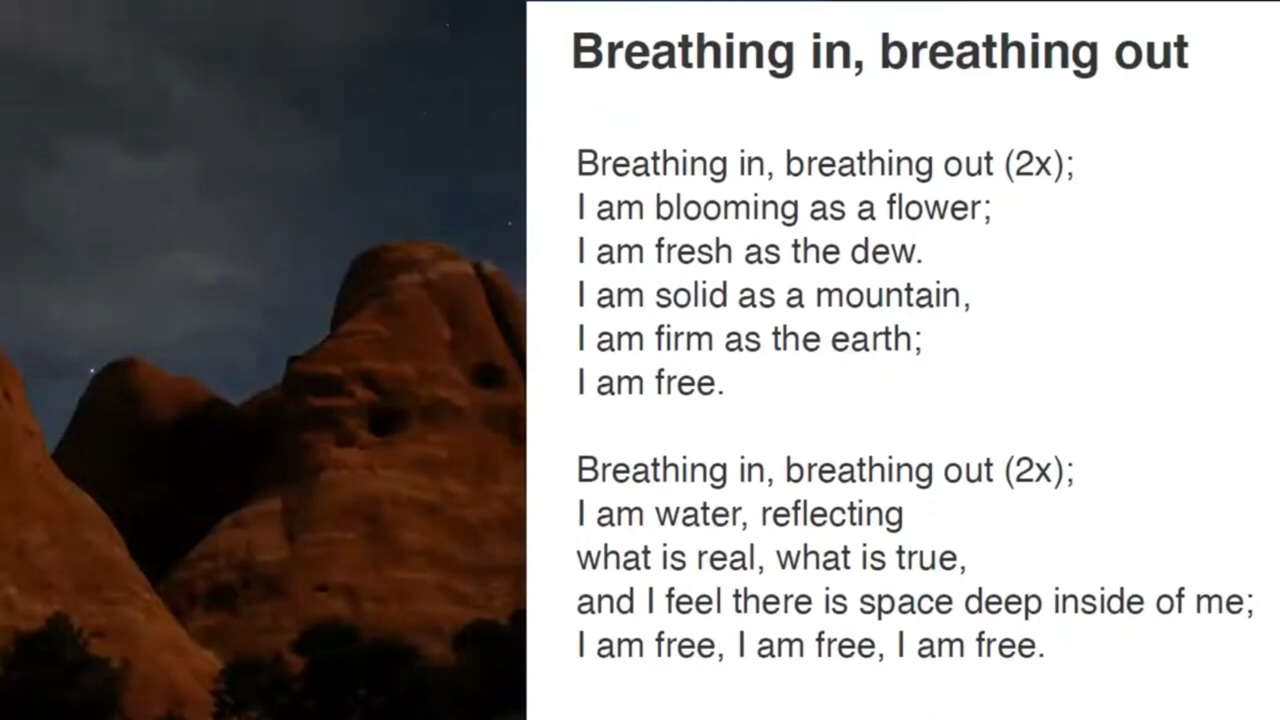 Breathing in, breathing out
Breathing in, breathing out (2x);
I am blooming as a flower;
I am fresh as the dew.
I am solid as a mountain,
I am firm as the earth;
I am free.
Breathing in, breathing out (2x);
I am water, reflecting
what is real, what is true,
and I feel there is space deep inside of me;
I am free, I am free, I am free.